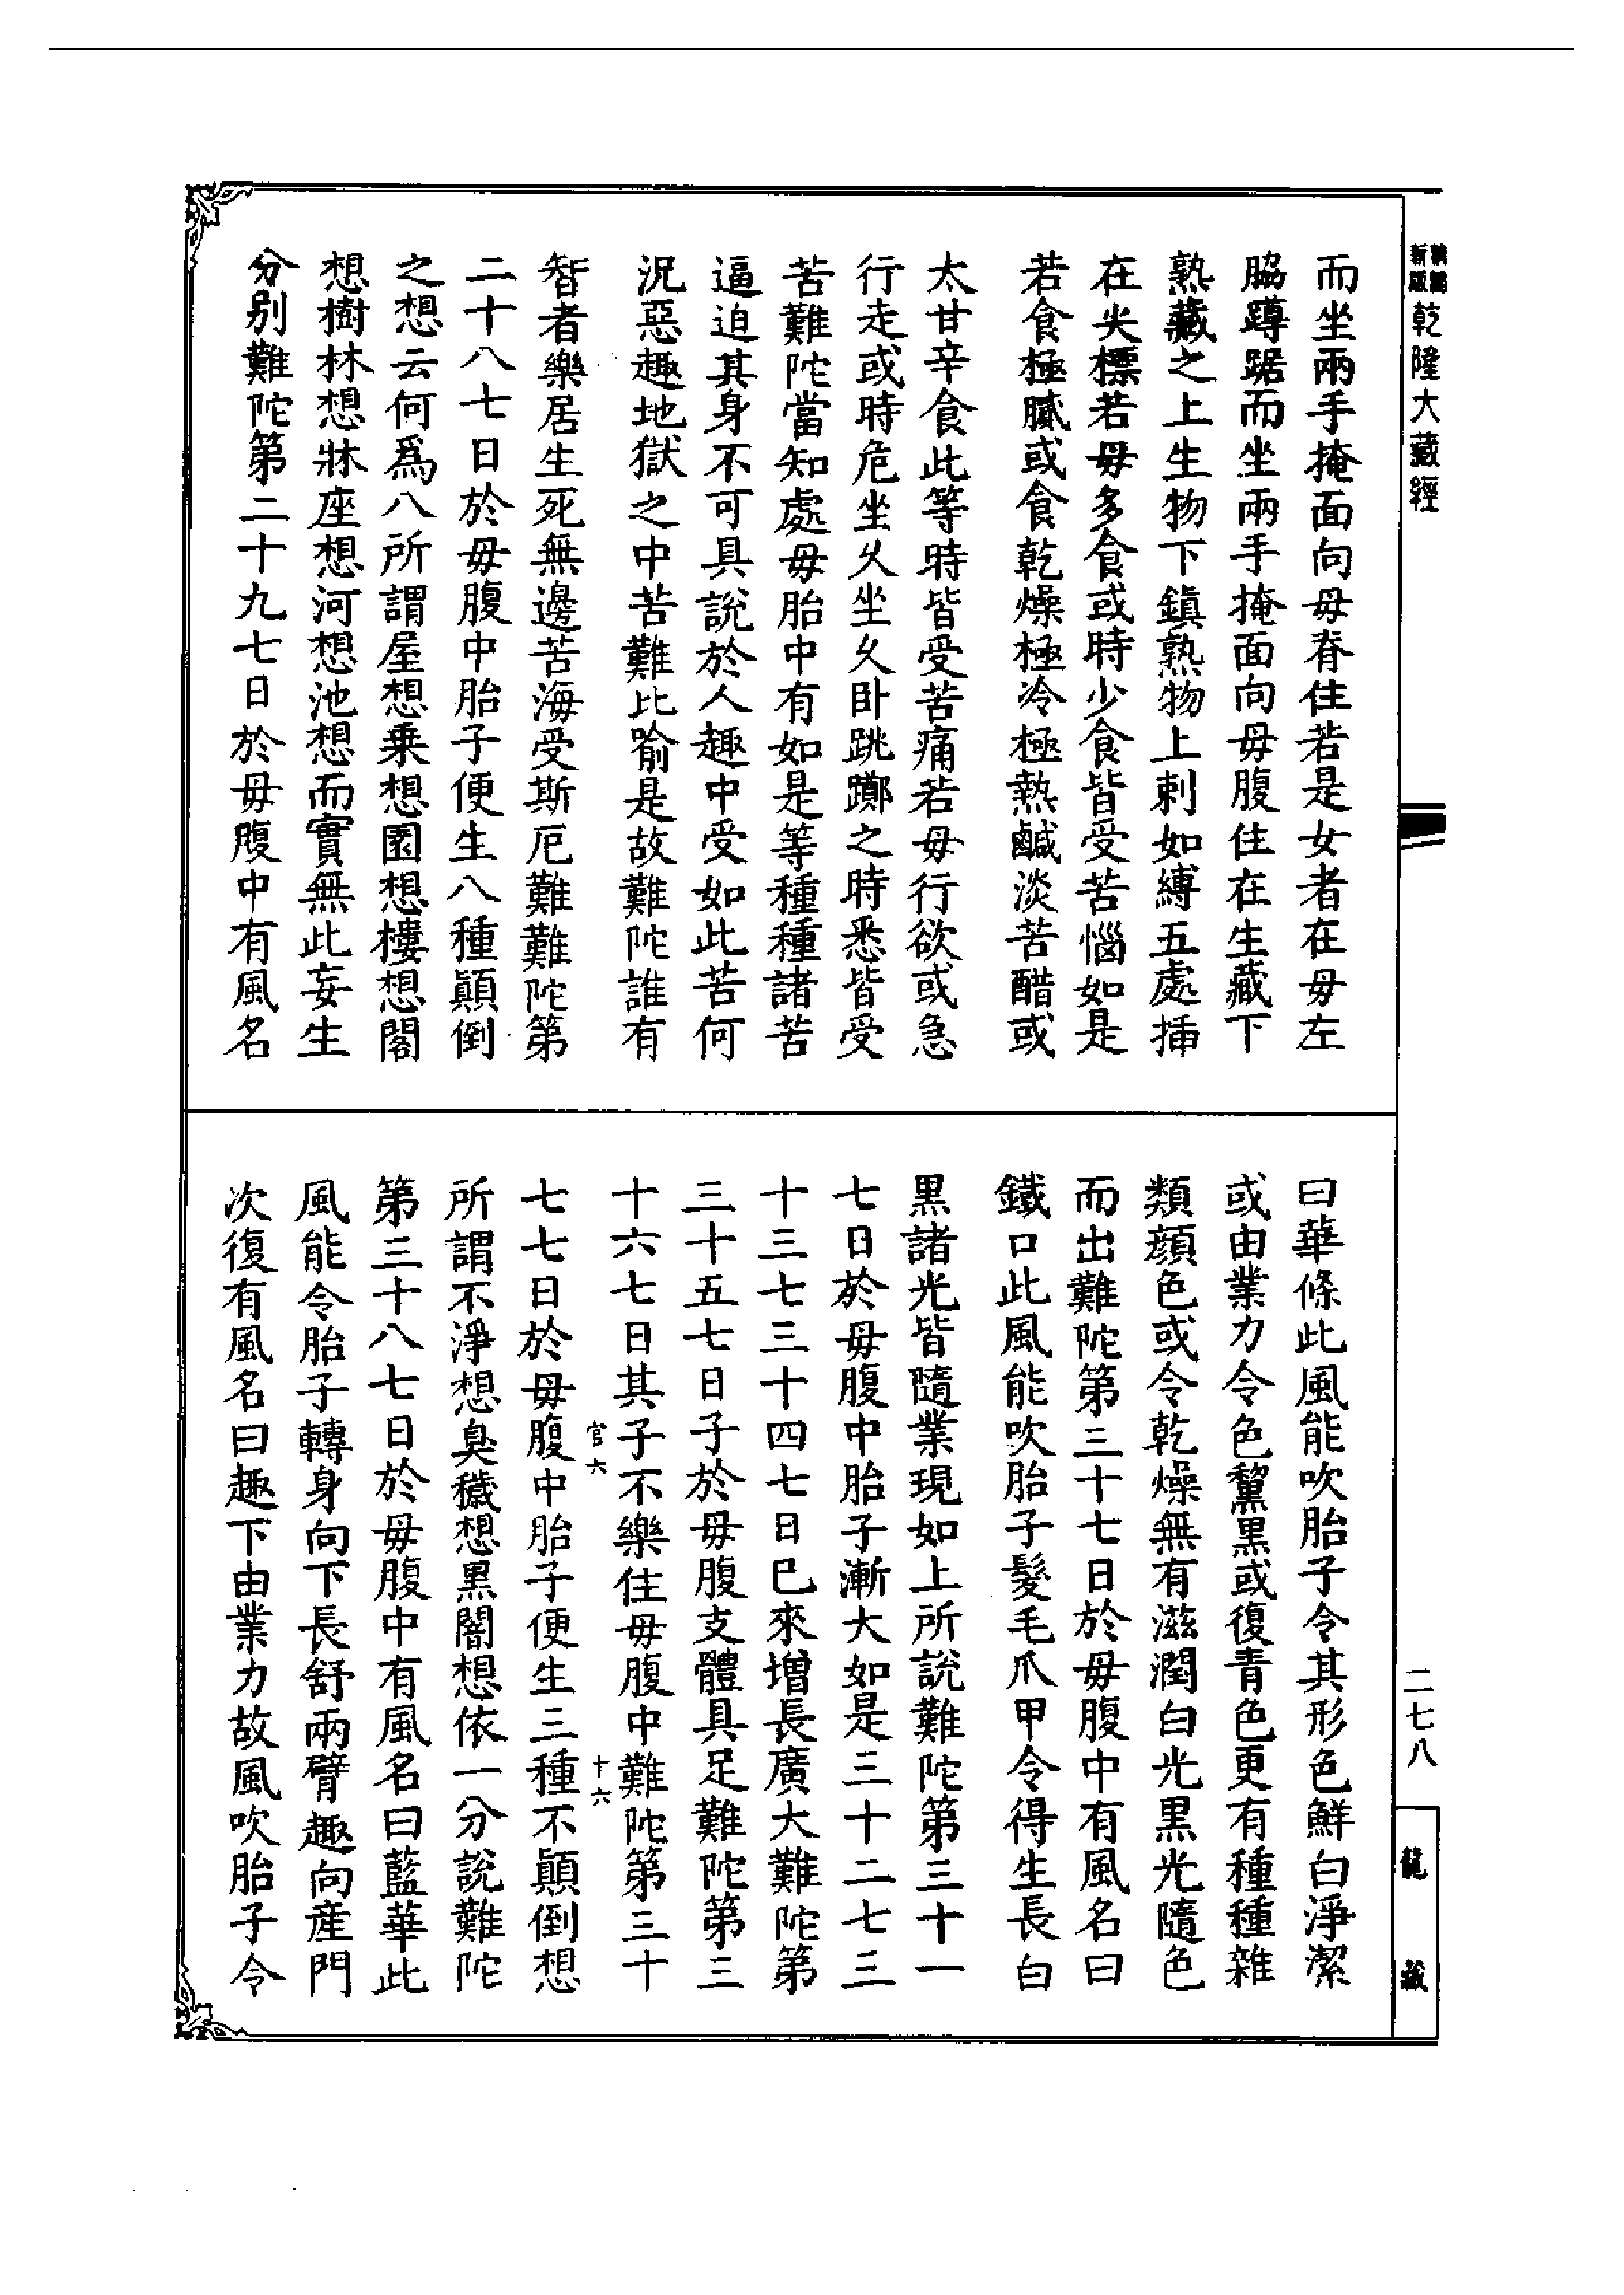 乾隆大藏經
而坐兩手掩面向毋脊住若是女者在毋左
脇蹲踞而坐兩手掩面向毋腹住在生藏下
熟藏之上生物下鎮熟物上刺如縛五處揷
在尖標若毋多食或時少食皆受苦惱如是
若食極膩或食乾燥極冷極熱鹹淡苦醋或
太甘辛食此等時皆受苦痛若毋行欲或急
行走或時危坐久坐久臥跳躑之時悉皆受
苦難陀當知處毋胎中有如是等種種諸苦
逼迫其身不可具說於人趣中受如此苦何
況惡趣地獄之中苦難比喻是故難陀誰有
智者樂居生死無邊苦海受斯厄難難陀第
二十八七日於毋腹中胎子便生八種顛倒
之想云何爲八所謂屋想乗想園想樓想閣
想樹林想牀座想河想池想而實無此妄生
分別難陀第二十九七日於毋腹中有風名
曰華條此風能吹胎子令其形色鮮白淨潔
或由業力令色黧黑或復青色更有種種雜
類顏色或令乾燥無有滋潤白光黑光隨色
而出難陀第三十七日於毋腹中有風名曰
鐵口此風能吹胎子髮毛爪甲令得生長白
黑諸光皆隨業現如上所說難陀第三十一
七日於毋腹中胎子漸大如是三十二七三
十三七三十四七日巳來增長廣大難陀第
三十五七日子於毋腹支體具足難陀第三
十六七日其子不樂住毋腹中難陀第三十
官六
十六
七七日於毋腹中胎子便生三種不顛倒想
所謂不淨想臭穢想黑闇想依一分說難陀
第三十八七日於毋腹中有風名曰藍華此
風能令胎子轉身向下長舒兩臂趣向産門
次復有風名曰趣下由業力故風吹胎子令
二七八
龍藏